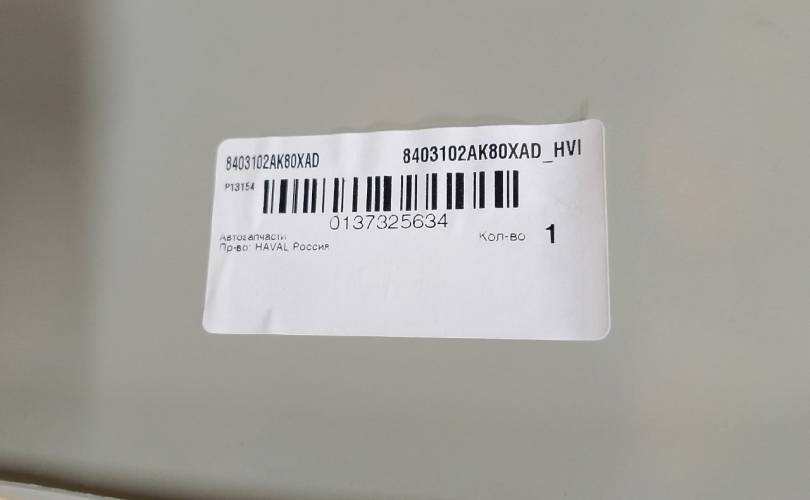 8403102AK80XAD 8403102AK80XAD_HVI
P13154
0137325634
Автозапчасти
Пр-во: HAVAL Россия
Кол-во 1